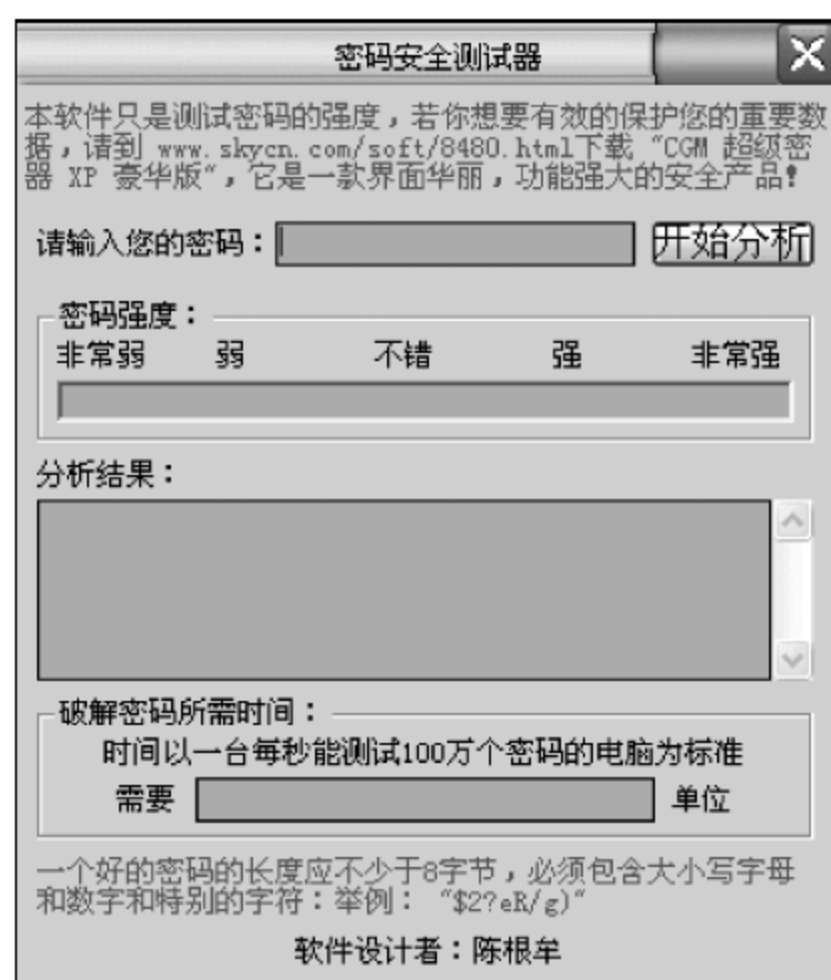 密码安全测试器
本软件只是测试密码的强度，若你想要有效的保护您的重要数
据，请到 www.skycn.com/soft/8480.html下载 “CGM 超级密
器 XP 豪华版“，它是一款界面华丽，功能强大的安全产品！
请输入您的密码： 开始分析
密码强度：
非常弱 弱 不错 强 非常强
分析结果：
破解密码所需时间：
时间以一台每秒能测试100万个密码的电脑为标准
需要 单位
一个好的密码的长度应不少于8字节，必须包含大小写字母
和数字和特别的字符：举例： “$2?eR/g)“
软件设计者：陈根牟